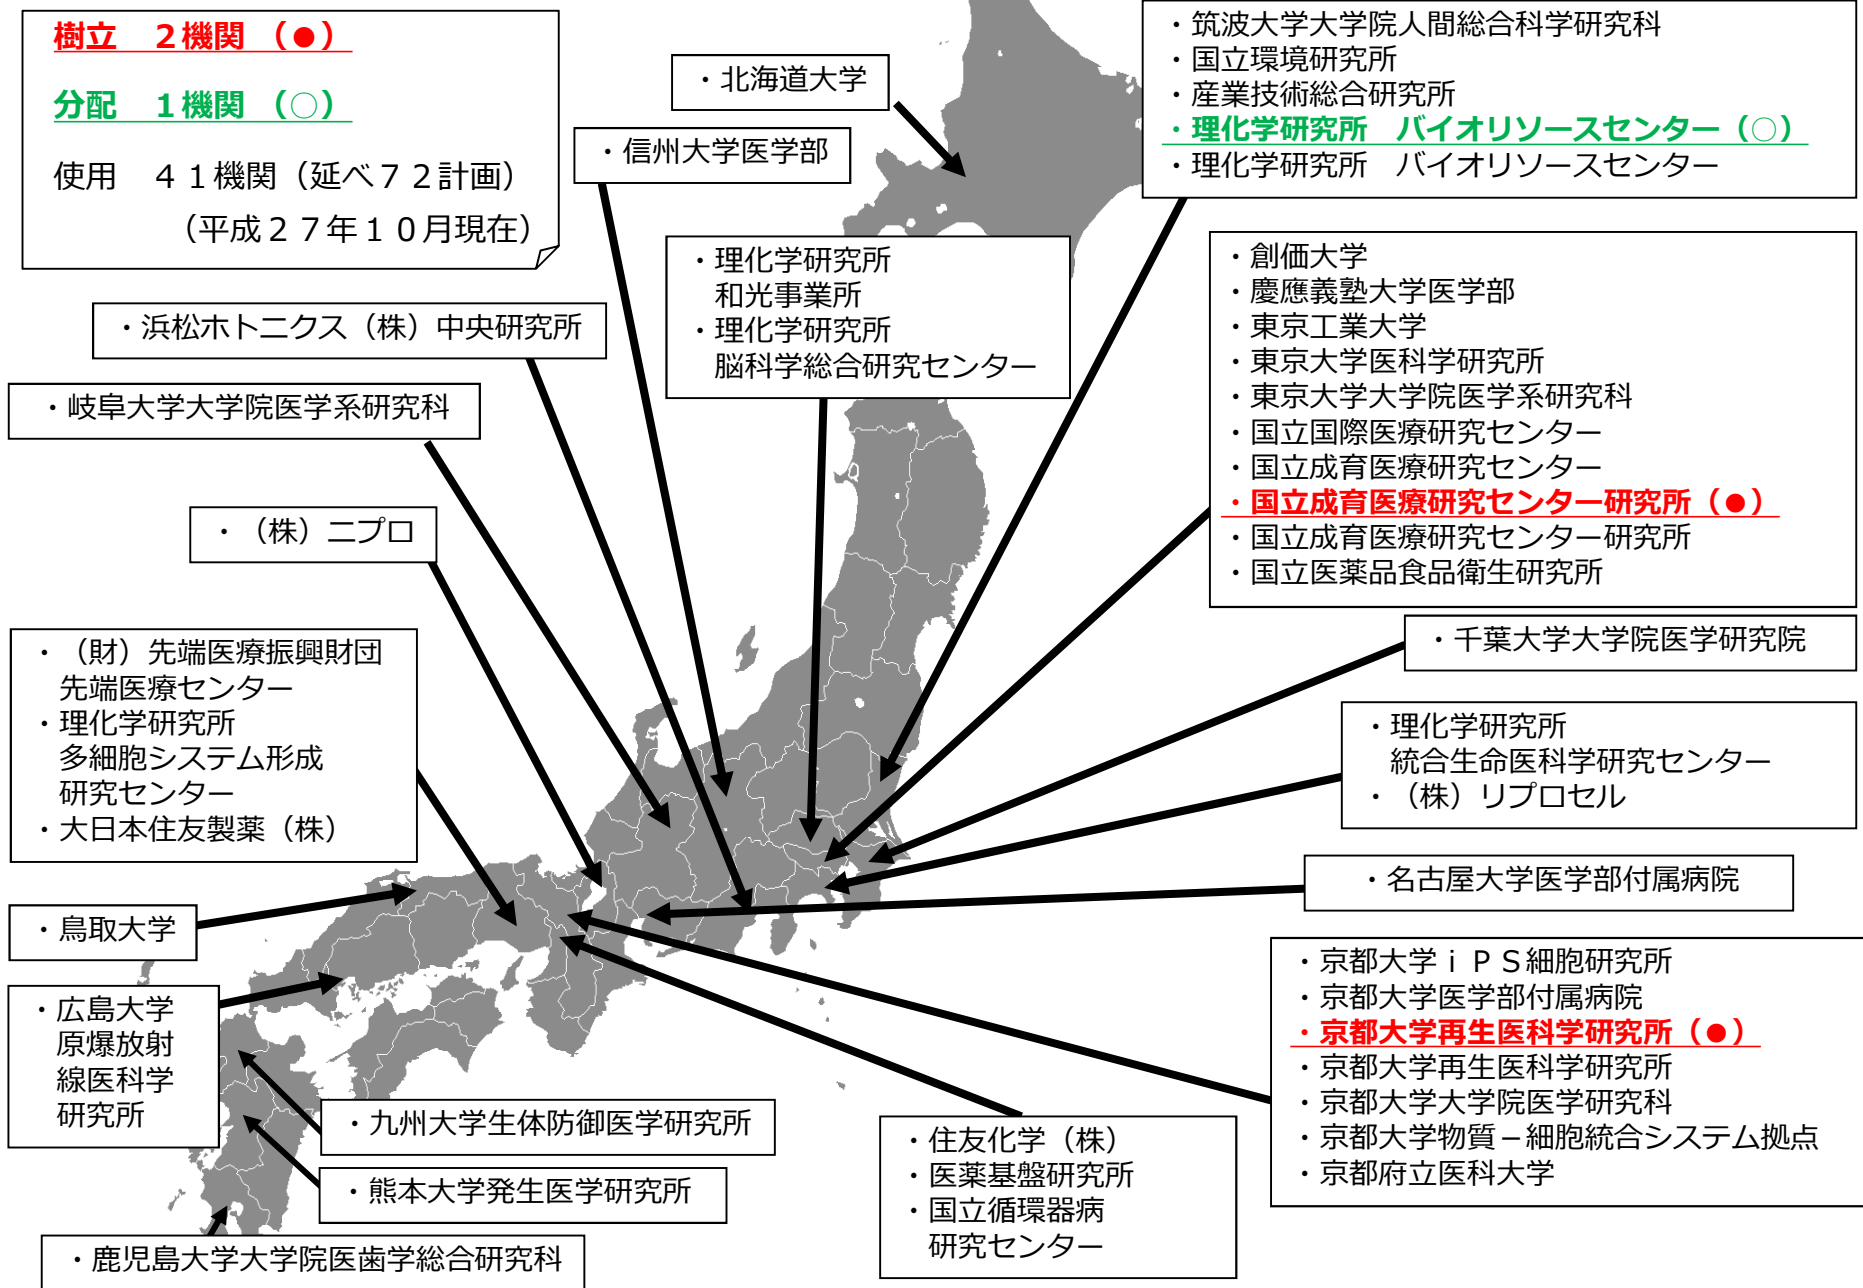 樹立　２機関 （●）
分配　１機関 （○）
使用　４１機関（延べ７２計画）
（平成２７年１０月現在）
・北海道大学
・信州大学医学部
・筑波大学大学院人間総合科学研究科
・国立環境研究所
・産業技術総合研究所
・理化学研究所　バイオリソースセンター（○）
・理化学研究所　バイオリソースセンター
・理化学研究所
和光事業所
・理化学研究所
脳科学総合研究センター
・創価大学
・慶應義塾大学医学部
・東京工業大学
・東京大学医科学研究所
・東京大学大学院医学系研究科
・国立国際医療研究センター
・国立成育医療研究センター
・国立成育医療研究センター研究所（●）
・国立成育医療研究センター研究所
・国立医薬品食品衛生研究所
・浜松ホトニクス（株）中央研究所
・岐阜大学大学院医学系研究科
・（株）ニプロ
・（財）先端医療振興財団
先端医療センター
・理化学研究所
多細胞システム形成
研究センター
・大日本住友製薬（株）
・千葉大学大学院医学研究院
・理化学研究所
統合生命医科学研究センター
・（株）リプロセル
・名古屋大学医学部付属病院
・鳥取大学
・広島大学
原爆放射
線医科学
研究所
・京都大学ｉＰＳ細胞研究所
・京都大学医学部付属病院
・京都大学再生医科学研究所（●）
・京都大学再生医科学研究所
・京都大学大学院医学研究科
・京都大学物質－細胞統合システム拠点
・京都府立医科大学
・九州大学生体防御医学研究所
・熊本大学発生医学研究所
・住友化学（株）
・医薬基盤研究所
・国立循環器病
研究センター
・鹿児島大学大学院医歯学総合研究科